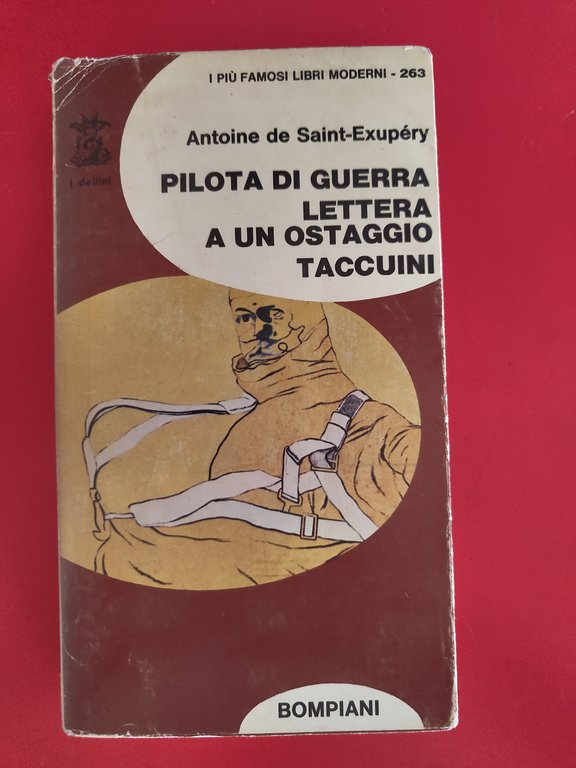 I PIÙ FAMOSI LIBRI MODERNI - 263
i delfini
Antoine de Saint-Exupéry
PILOTA DI GUERRA
LETTERA
A UN OSTAGGIO
TACCUINI
BOMPIANI